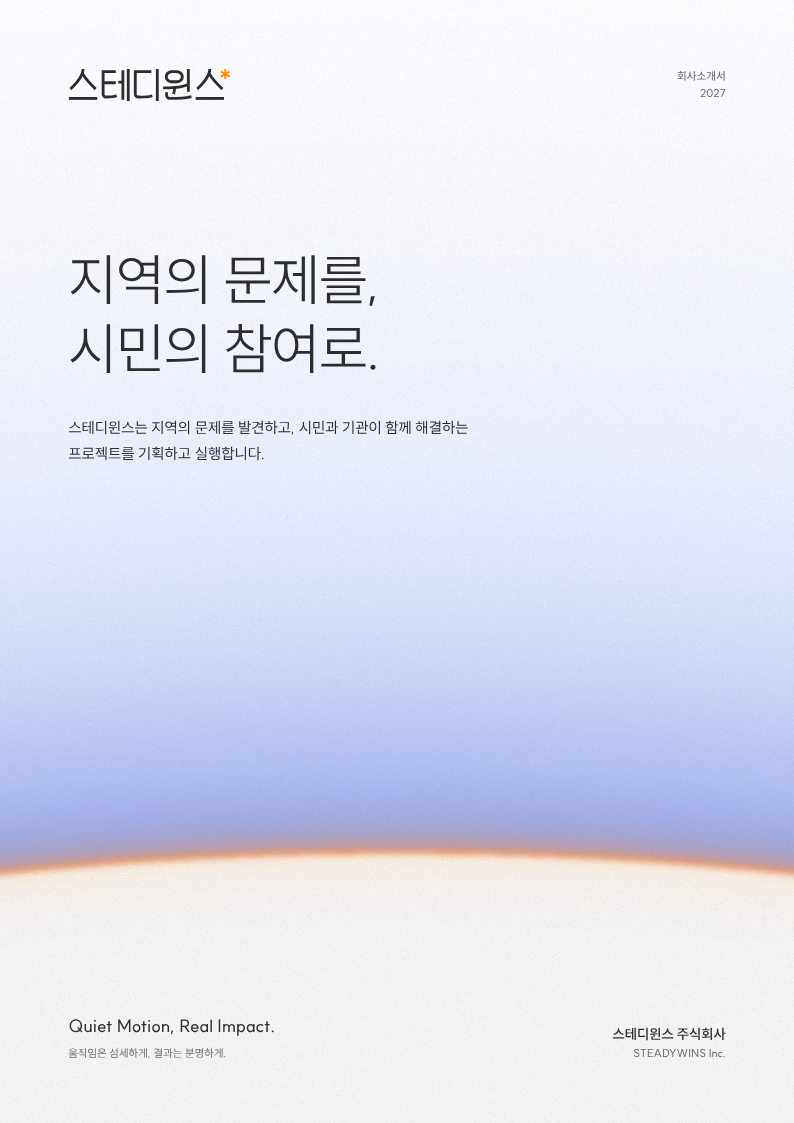 스테디윈스*
회사소개서
2027
지역의 문제를,
시민의 참여로.
스테디윈스는 지역의 문제를 발견하고, 시민과 기관이 함께 해결하는
프로젝트를 기획하고 실행합니다.
Quiet Motion, Real Impact.
움직임은 섬세하게, 결과는 분명하게.
스테디윈스 주식회사
STEADYWINS Inc.